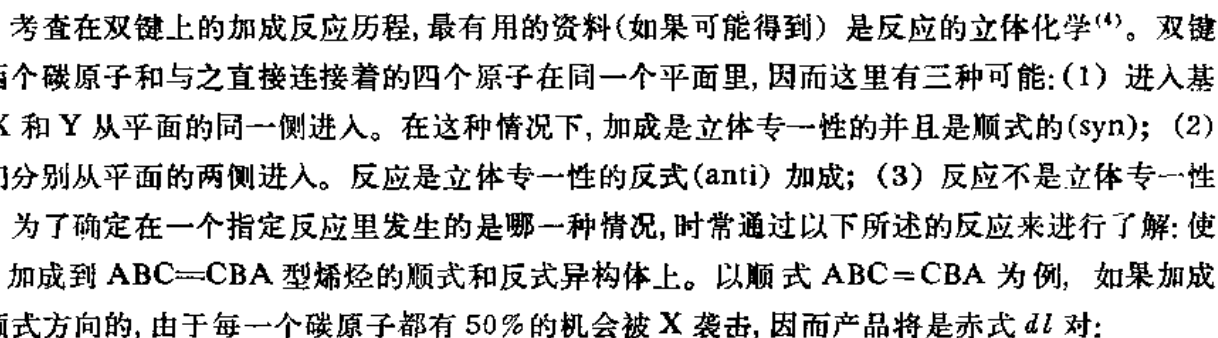 考查在双键上的加成反应历程,最有用的资料(如果可能得到) 是反应的立体化学⁽⁴⁾。双键
个碳原子和与之直接连接着的四个原子在同一个平面里,因而这里有三种可能:(1) 进入基
X 和 Y 从平面的同一侧进入。在这种情况下,加成是立体专一性的并且是顺式的(syn);(2)
分别从平面的两侧进入。反应是立体专一性的反式(anti) 加成;(3) 反应不是立体专一性
为了确定在一个指定反应里发生的是哪一种情况,时常通过以下所述的反应来进行了解:使
加成到 ABC=CBA 型烯烃的顺式和反式异构体上。以顺式 ABC=CBA 为例, 如果加成
式方向的,由于每一个碳原子都有 50%的机会被 X 袭击,因而产品将是赤式 dl 对: